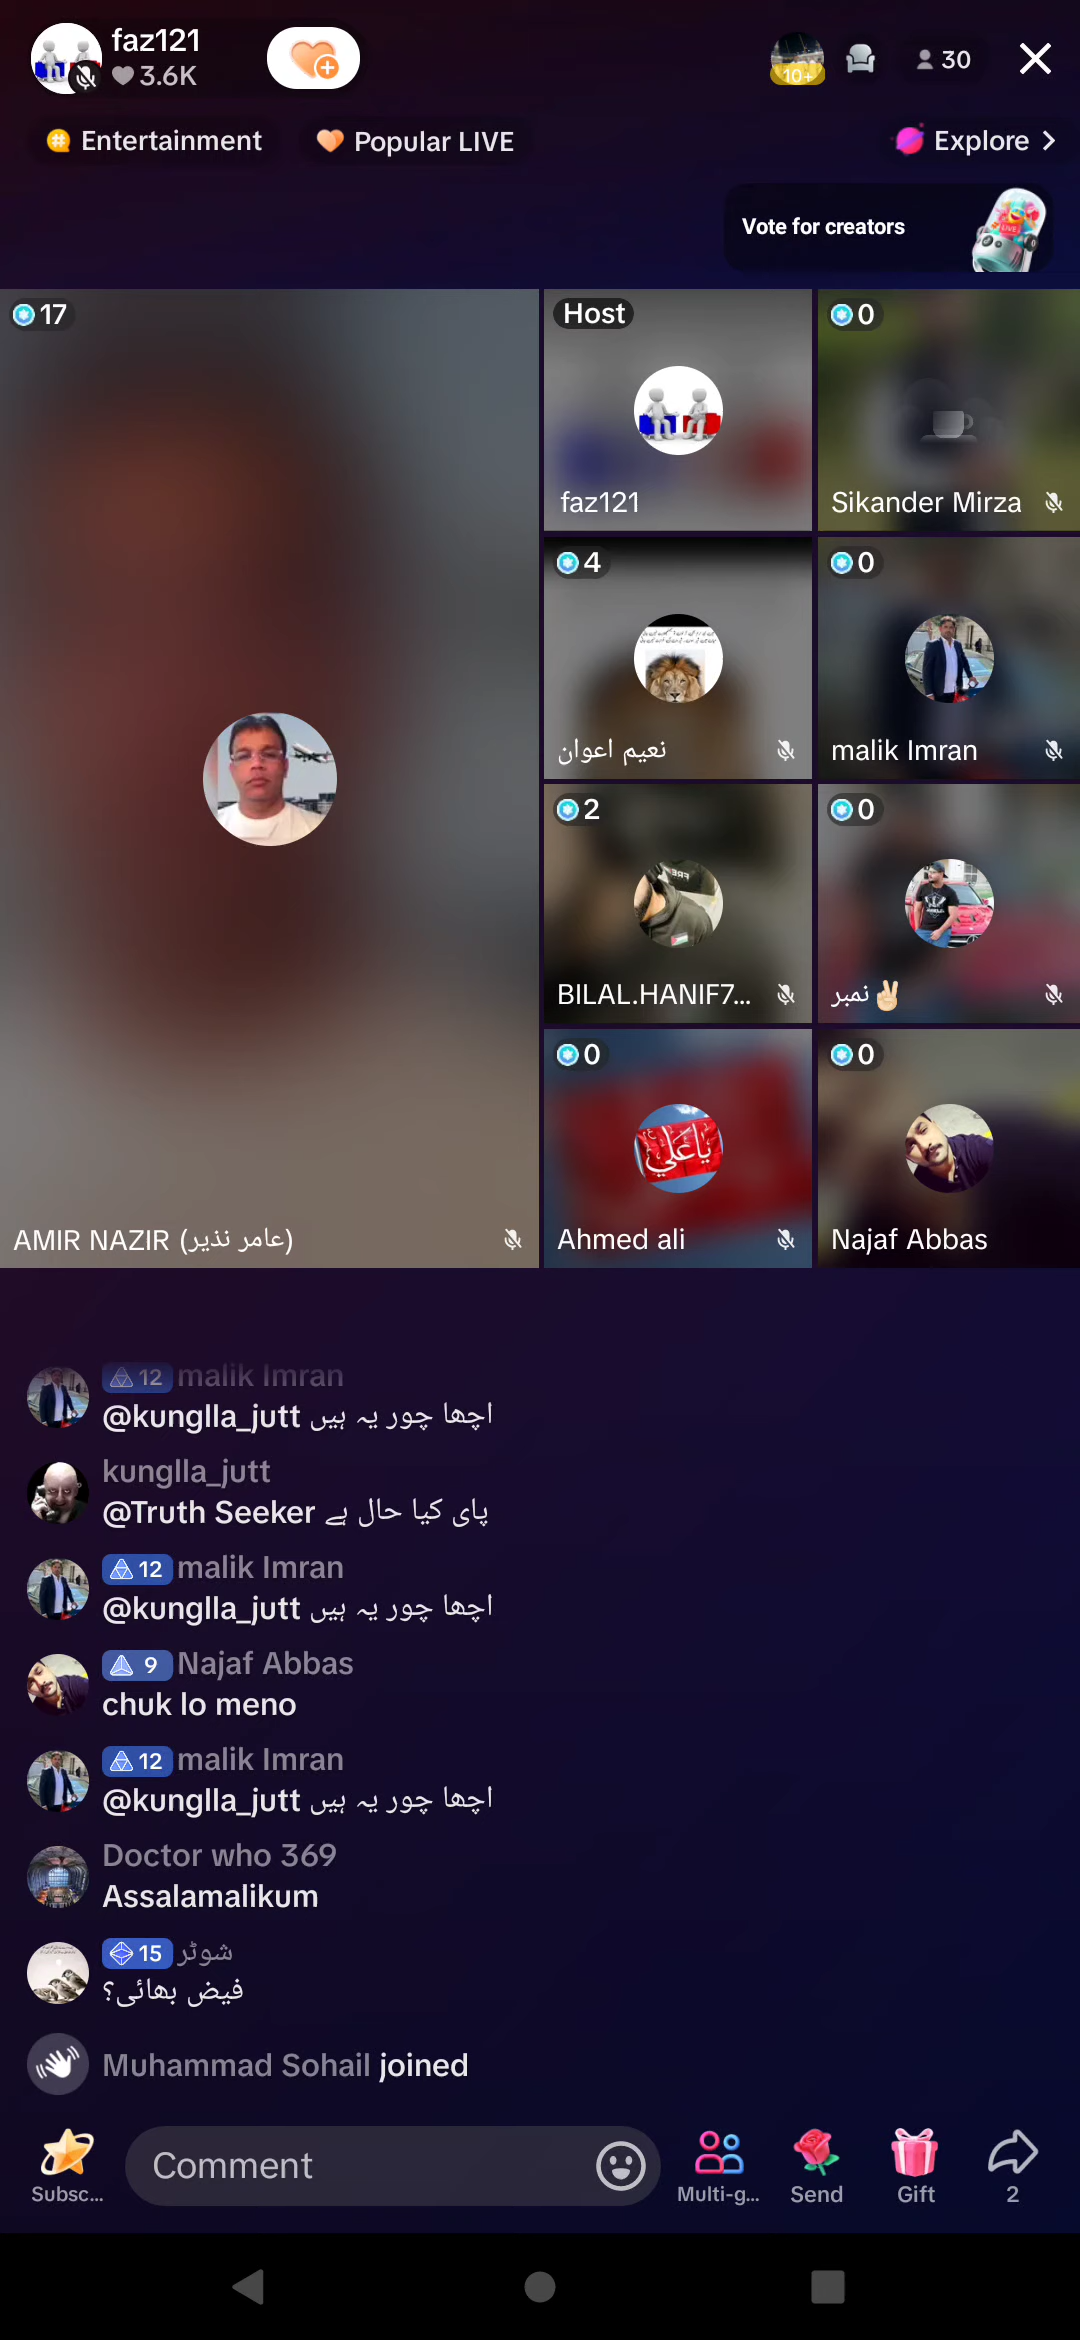 faz121
3.6K
10+
30
Entertainment
Popular LIVE
Explore
Vote for creators
17
Host
0
faz121
Sikander Mirza
4
0
نعیم اعوان
malik Imran
2
0
BILAL.HANIF7...
نمبر✌🏻
0
0
يا علي
AMIR NAZIR (عامر نذیر)
Ahmed ali
Najaf Abbas
12 malik Imran
@kunglla_jutt اچھا چور یہ ہیں
kunglla_jutt
@Truth Seeker پای کیا حال ہے
12 malik Imran
@kunglla_jutt اچھا چور یہ ہیں
9 Najaf Abbas
chuk lo meno
12 malik Imran
@kunglla_jutt اچھا چور یہ ہیں
Doctor who 369
Assalamalikum
15 شوٹر
فیض بھائی؟
Muhammad Sohail joined
Comment
Subsc...
Multi-g...
Send
Gift
2